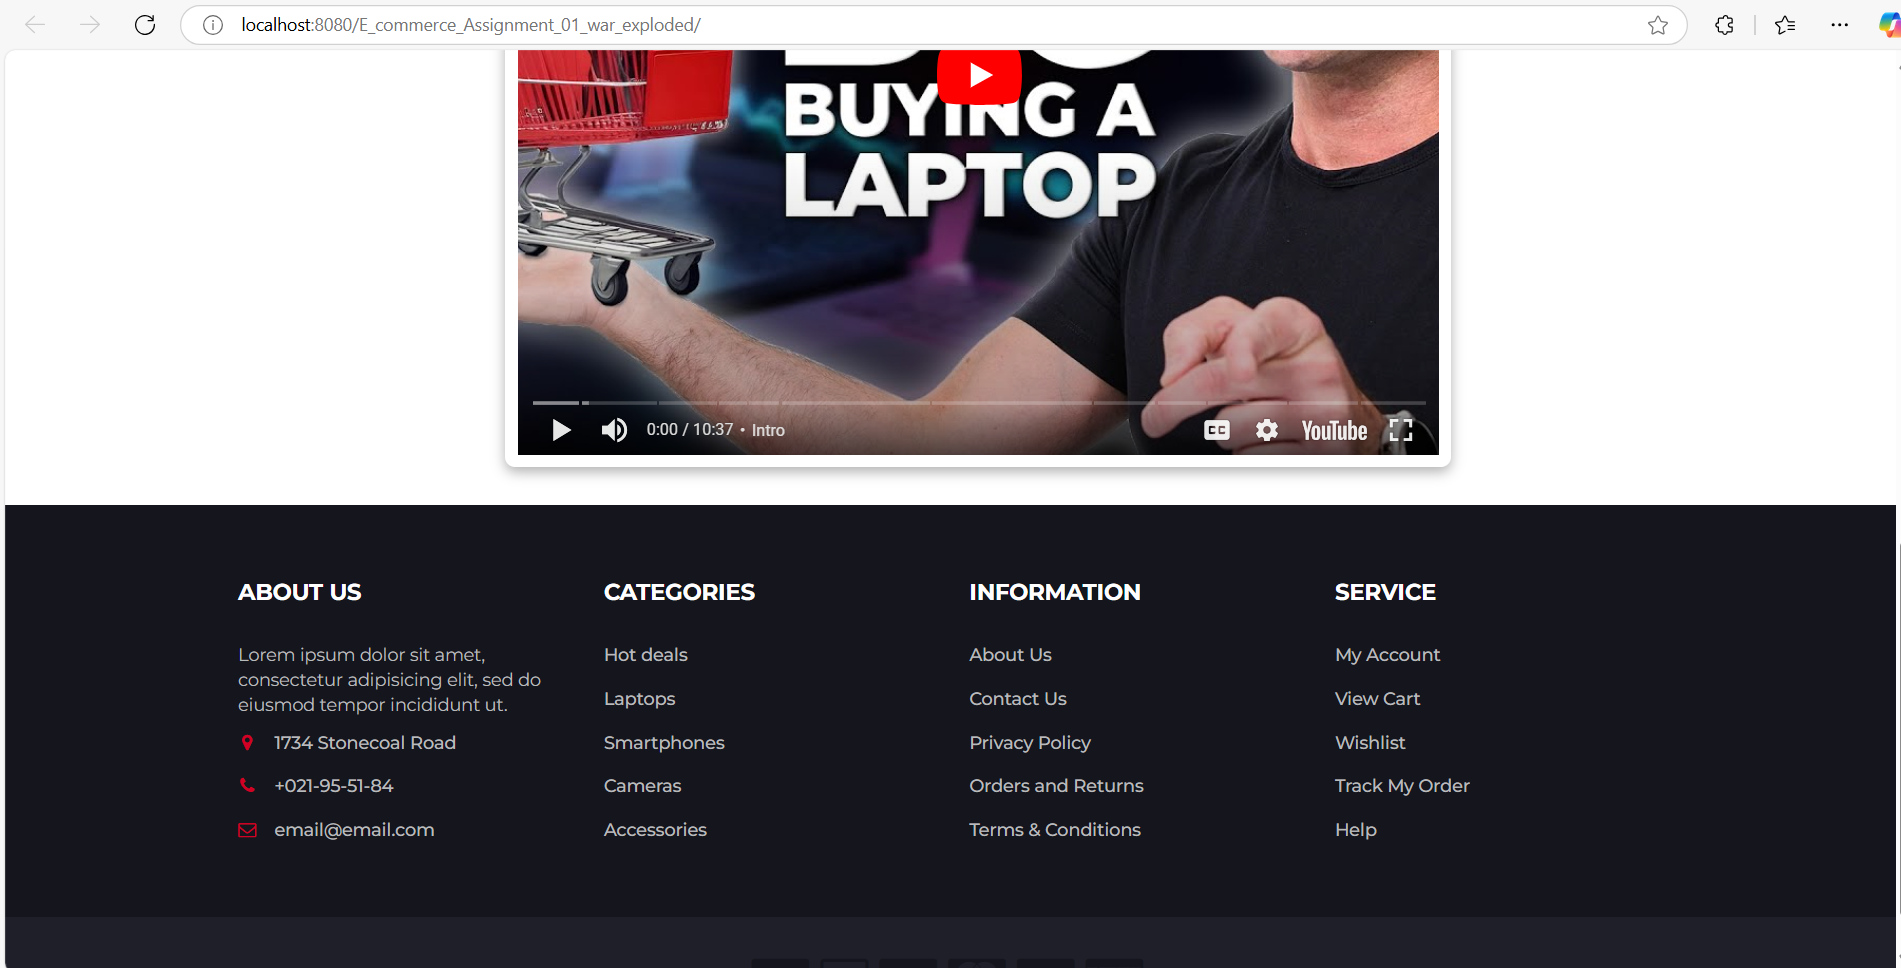 localhost:8080/E_commerce_Assignment_01_war_exploded/
BUYING A
LAPTOP
0:00 / 10:37 • Intro
CC
YouTube
ABOUT US
Lorem ipsum dolor sit amet,
consectetur adipisicing elit, sed do
eiusmod tempor incididunt ut.
1734 Stonecoal Road
+021-95-51-84
email@email.com
CATEGORIES
Hot deals
Laptops
Smartphones
Cameras
Accessories
INFORMATION
About Us
Contact Us
Privacy Policy
Orders and Returns
Terms & Conditions
SERVICE
My Account
View Cart
Wishlist
Track My Order
Help